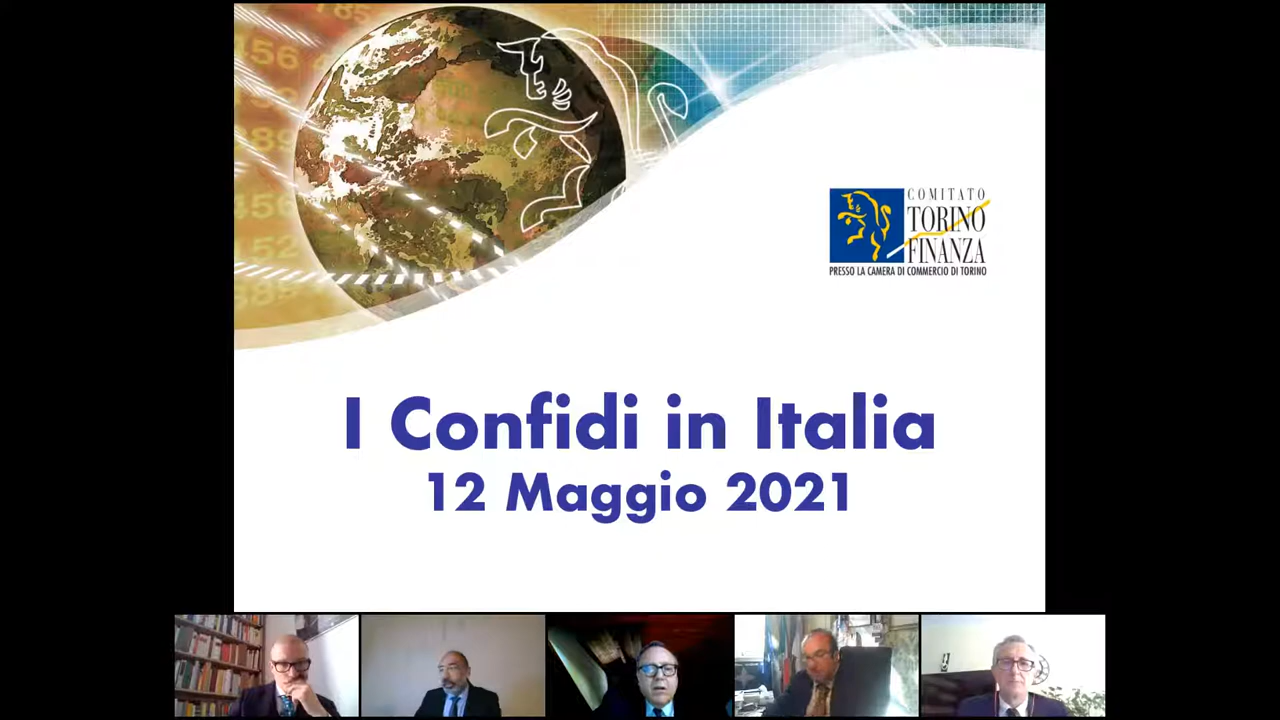 COMITATO
TORINO
FINANZA
PRESSO LA CAMERA DI COMMERCIO DI TORINO
I Confidi in Italia
12 Maggio 2021